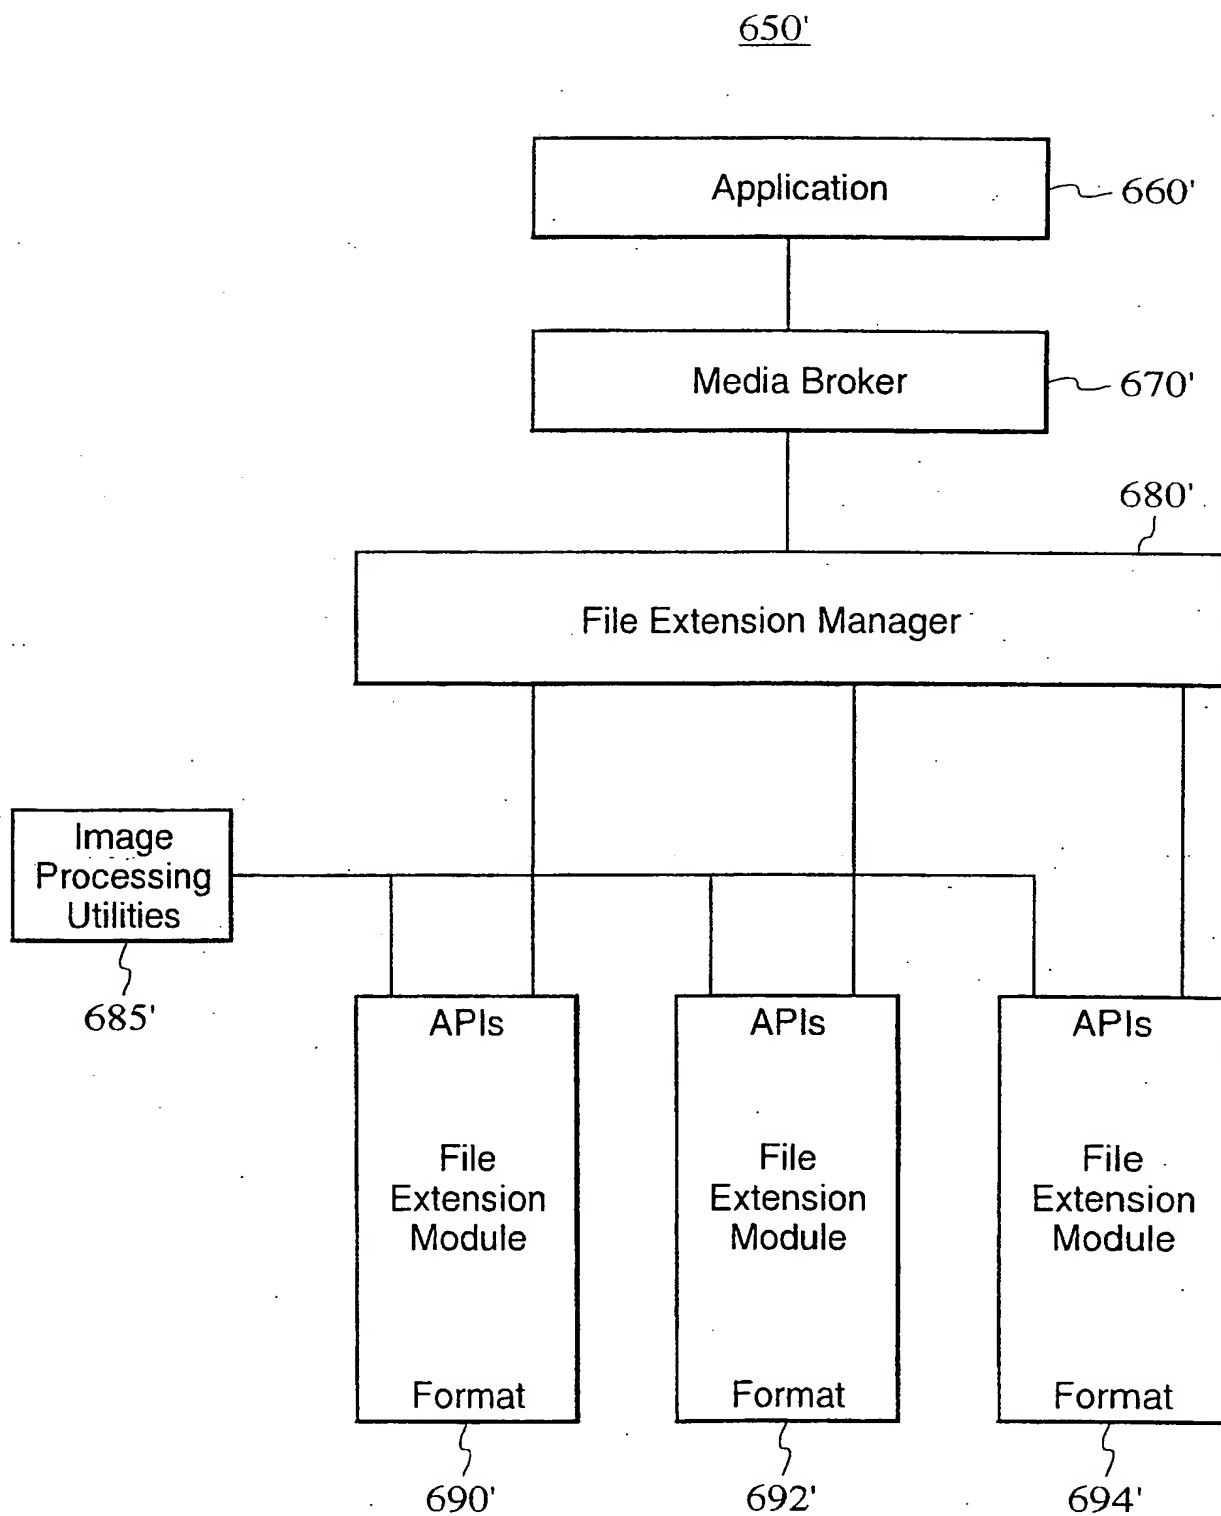 650'
Application
660'
Media Broker
670'
680'
File Extension Manager
Image
Processing
Utilities
685'
APIs
File
Extension
Module
Format
690'
APIs
File
Extension
Module
Format
692'
APIs
File
Extension
Module
Format
694'